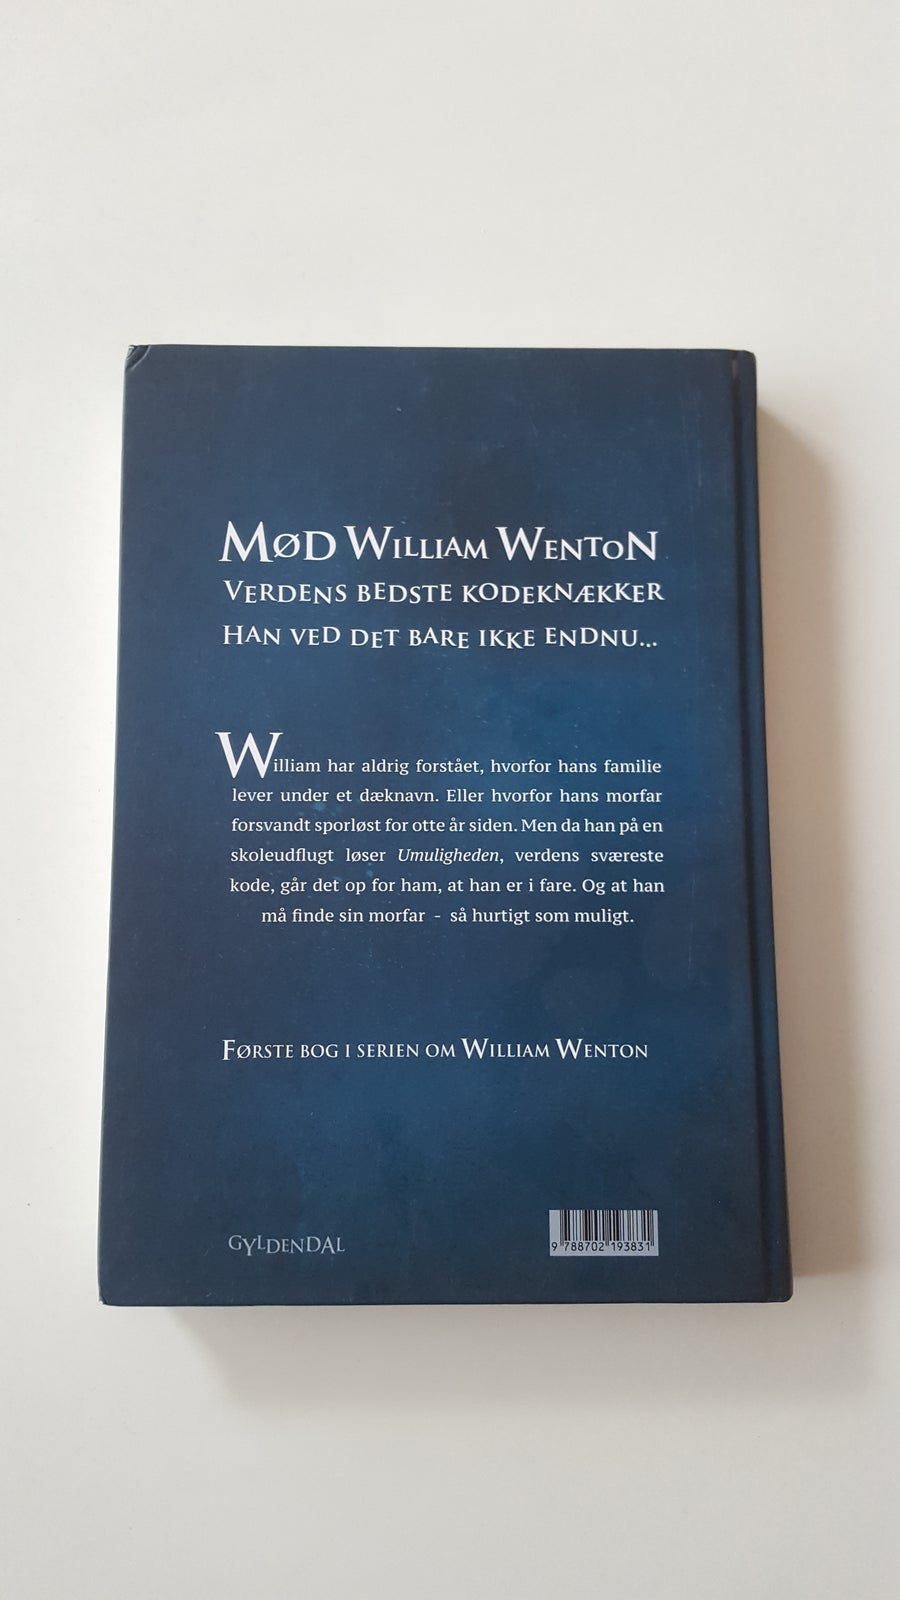 MØD WILLIAM WENTON
VERDENS BEDSTE KODEKNÆKKER
HAN VED DET BARE IKKE ENDNU...
William har aldrig forstået, hvorfor hans familie
lever under et dæknavn. Eller hvorfor hans morfar
forsvandt sporløst for otte år siden. Men da han på en
skoleudflugt løser Umuligheden, verdens sværeste
kode, går det op for ham, at han er i fare. Og at han
må finde sin morfar - så hurtigt som muligt.
FØRSTE BOG I SERIEN OM WILLIAM WENTON
GYLDENDAL
9 788702 193831